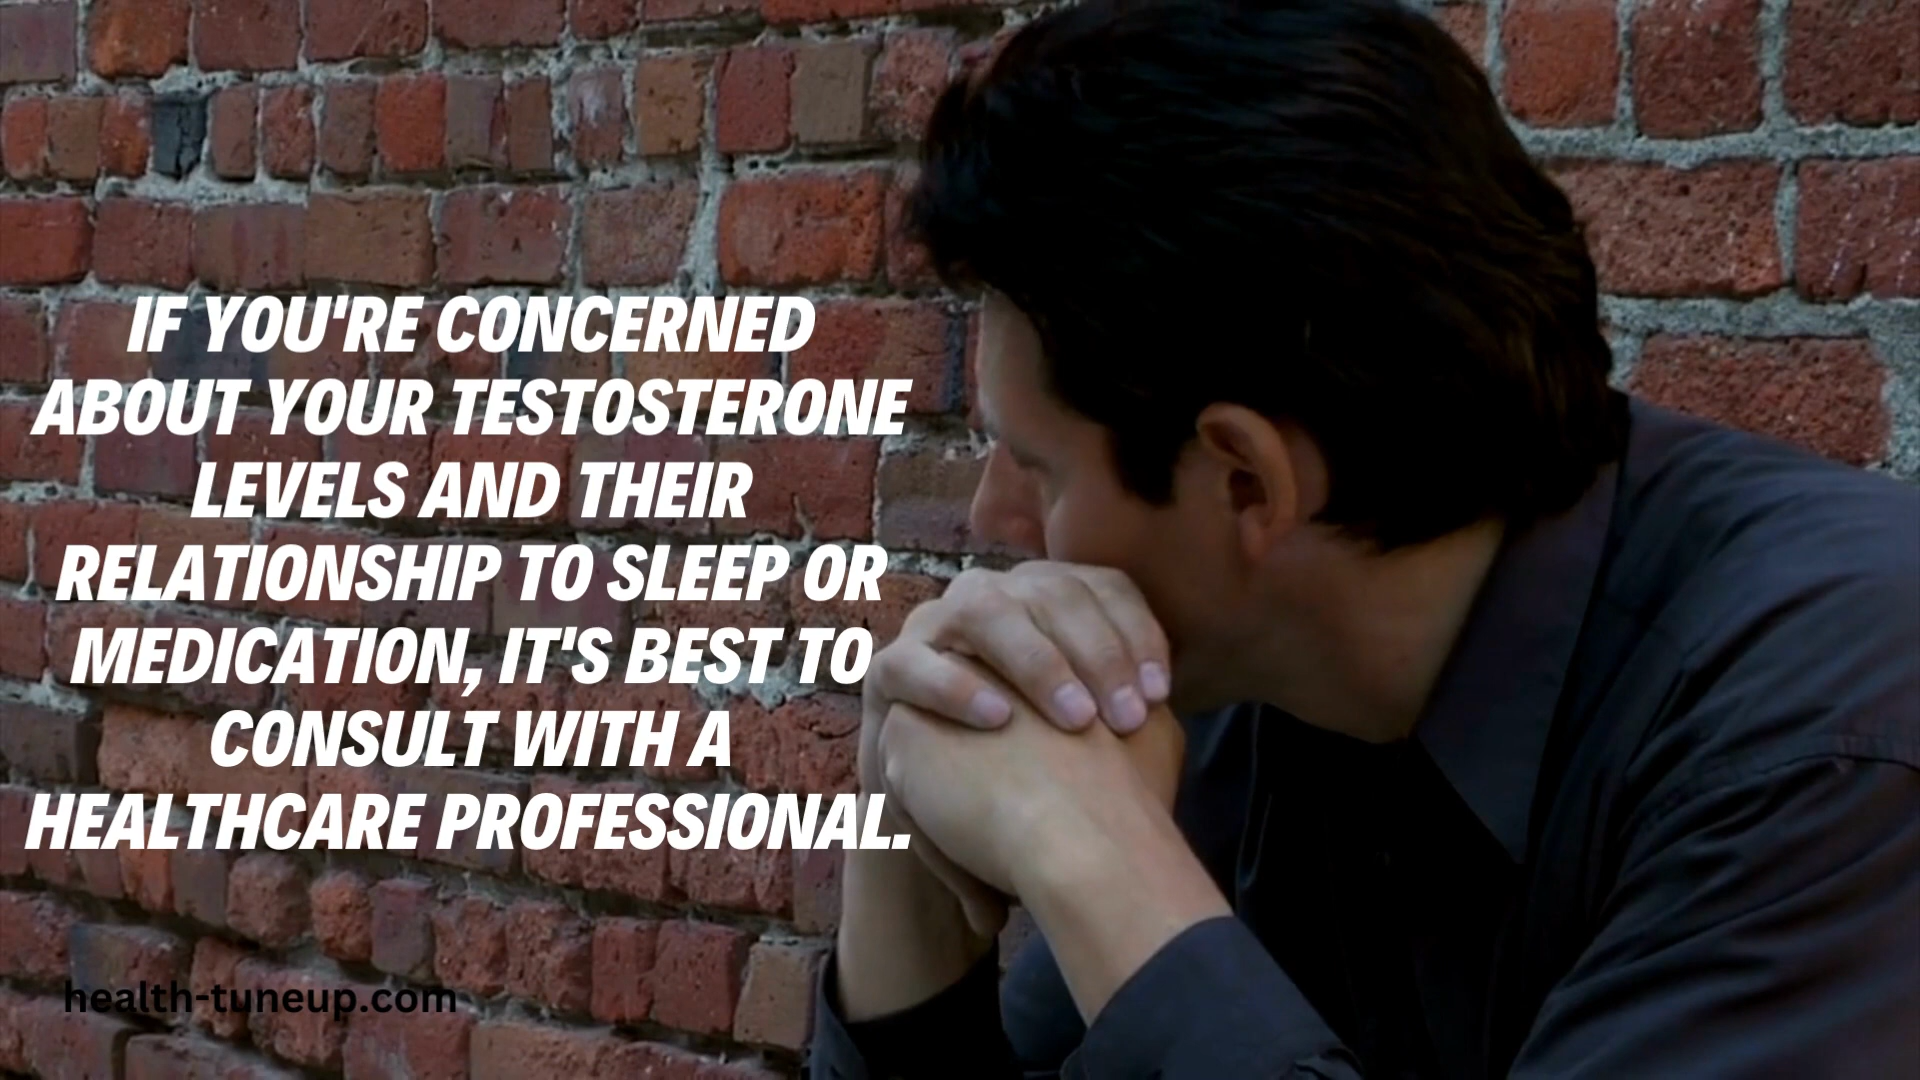 IF YOU'RE CONCERNED
ABOUT YOUR TESTOSTERONE
LEVELS AND THEIR
RELATIONSHIP TO SLEEP OR
MEDICATION, IT'S BEST TO
CONSULT WITH A
HEALTHCARE PROFESSIONAL.
health-tuneup.com